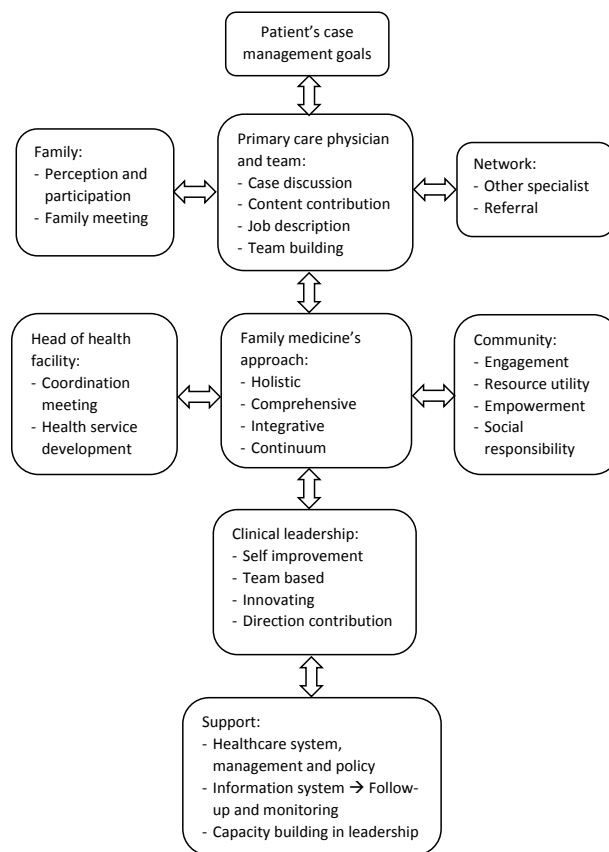 Patient's case
management goals
Primary care physician
and team:
- Case discussion
- Content contribution
- Job description
- Team building
Family:
- Perception and
participation
- Family meeting
Network:
- Other specialist
- Referral
Head of health
facility:
- Coordination
meeting
- Health service
development
Family medicine's
approach:
- Holistic
- Comprehensive
- Integrative
- Continuum
Community:
- Engagement
- Resource utility
- Empowerment
- Social
responsibility
Clinical leadership:
- Self improvement
- Team based
- Innovating
- Direction contribution
Support:
- Healthcare system,
management and policy
- Information system → Follow-
up and monitoring
- Capacity building in leadership